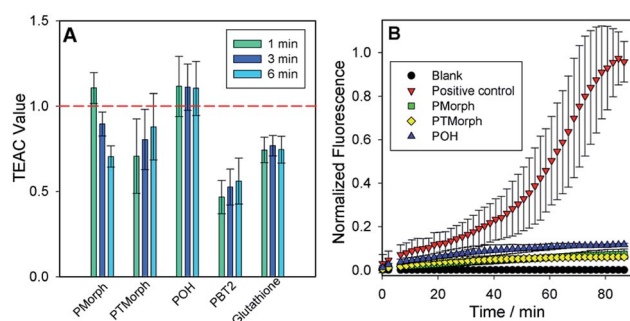 A
TEAC Value
1.5
1.0
0.5
0.0
1 min
3 min
6 min
PMorph
PTMorph
POH
PBT2
Glutathione
B
Normalized Fluorescence
1.0
0.8
0.6
0.4
0.2
0.0
Blank
Positive control
PMorph
PTMorph
POH
0
20
40
60
80
Time / min